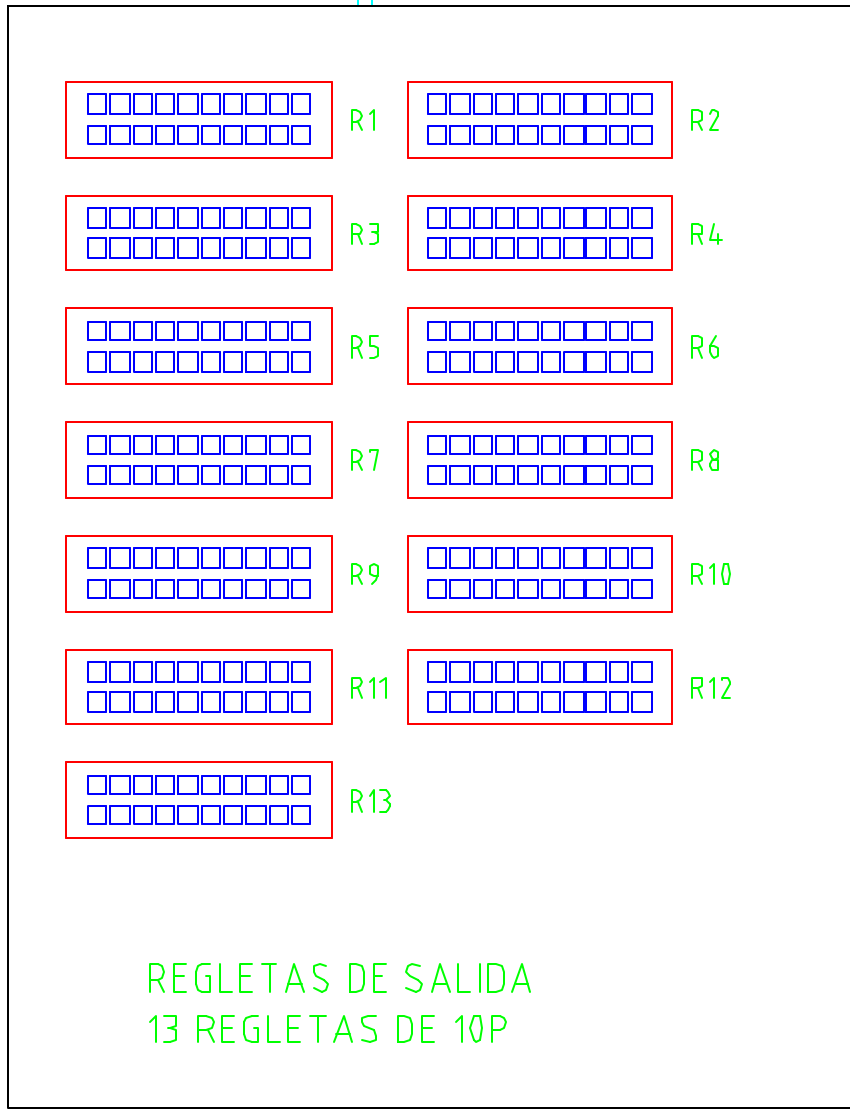 R1 R2
R3 R4
R5 R6
R7 R8
R9 R10
R11 R12
R13
REGLETAS DE SALIDA
13 REGLETAS DE 10P